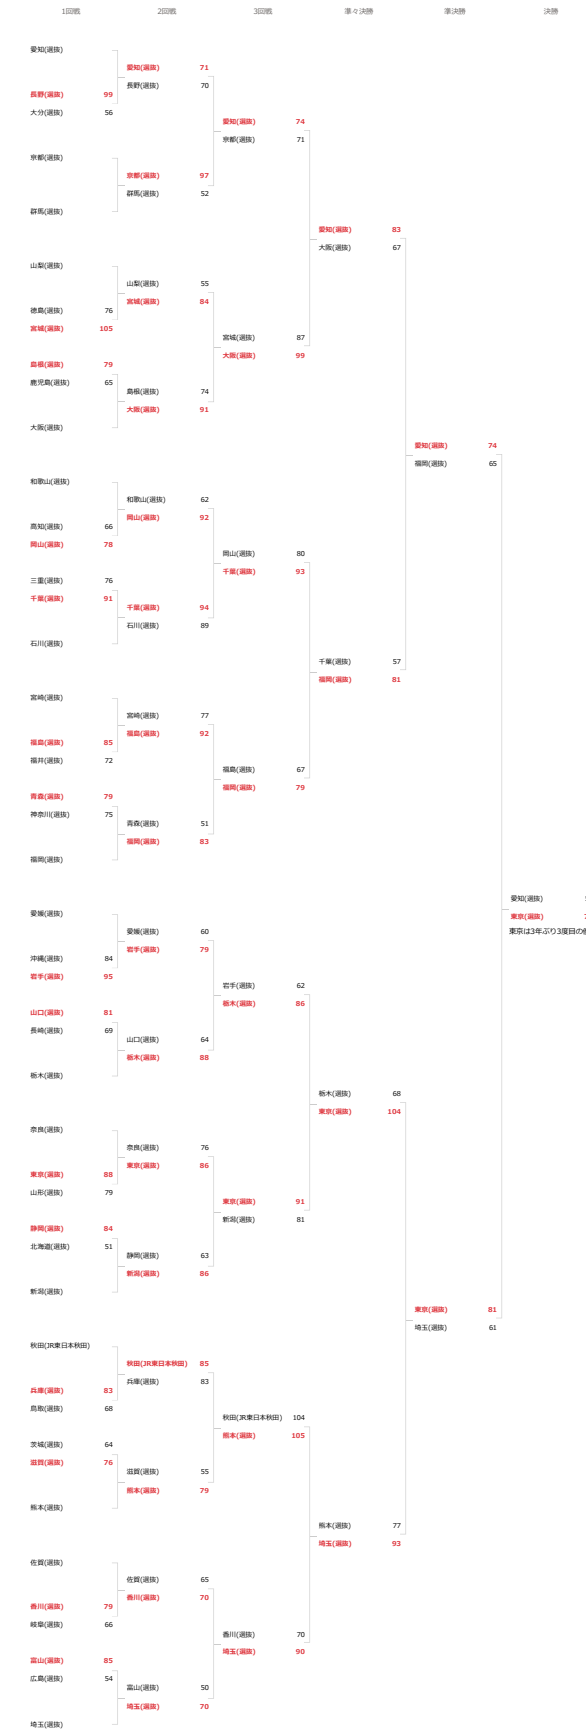 1回戦 2回戦 3回戦 準々決勝 準決勝 決勝
愛知(選抜)
愛知(選抜) 71
長野(選抜) 70
長野(選抜) 99
大分(選抜) 56
愛知(選抜) 74
京都(選抜) 71
京都(選抜)
京都(選抜) 97
群馬(選抜) 52
群馬(選抜)
愛知(選抜) 83
大阪(選抜) 67
山梨(選抜)
山梨(選抜) 55
宮城(選抜) 84
徳島(選抜) 76
宮城(選抜) 105
宮城(選抜) 87
大阪(選抜) 99
島根(選抜) 79
鹿児島(選抜) 65
島根(選抜) 74
大阪(選抜) 91
大阪(選抜)
愛知(選抜) 74
福岡(選抜) 65
和歌山(選抜)
和歌山(選抜) 62
岡山(選抜) 92
高知(選抜) 66
岡山(選抜) 78
岡山(選抜) 80
千葉(選抜) 93
三重(選抜) 76
千葉(選抜) 91
千葉(選抜) 94
石川(選抜) 89
石川(選抜)
千葉(選抜) 57
福岡(選抜) 81
宮崎(選抜)
宮崎(選抜) 77
福島(選抜) 92
福島(選抜) 85
福井(選抜) 72
福島(選抜) 67
福岡(選抜) 79
青森(選抜) 79
神奈川(選抜) 75
青森(選抜) 51
福岡(選抜) 83
福岡(選抜)
愛知(選抜)
東京(選抜)
東京は3年ぶり3度目の
愛媛(選抜)
愛媛(選抜) 60
岩手(選抜) 79
沖縄(選抜) 84
岩手(選抜) 95
岩手(選抜) 62
栃木(選抜) 86
山口(選抜) 81
長崎(選抜) 69
山口(選抜) 64
栃木(選抜) 88
栃木(選抜)
栃木(選抜) 68
東京(選抜) 104
奈良(選抜)
奈良(選抜) 76
東京(選抜) 86
東京(選抜) 88
山形(選抜) 79
東京(選抜) 91
新潟(選抜) 81
静岡(選抜) 84
北海道(選抜) 51
静岡(選抜) 63
新潟(選抜) 86
新潟(選抜)
東京(選抜) 81
埼玉(選抜) 61
秋田(JR東日本秋田)
秋田(JR東日本秋田) 85
兵庫(選抜) 83
兵庫(選抜) 83
鳥取(選抜) 68
秋田(JR東日本秋田) 104
熊本(選抜) 105
茨城(選抜) 64
滋賀(選抜) 76
滋賀(選抜) 55
熊本(選抜) 79
熊本(選抜)
熊本(選抜) 77
埼玉(選抜) 93
佐賀(選抜)
佐賀(選抜) 65
香川(選抜) 70
香川(選抜) 79
岐阜(選抜) 66
香川(選抜) 70
埼玉(選抜) 90
富山(選抜) 85
広島(選抜) 54
富山(選抜) 50
埼玉(選抜) 70
埼玉(選抜)